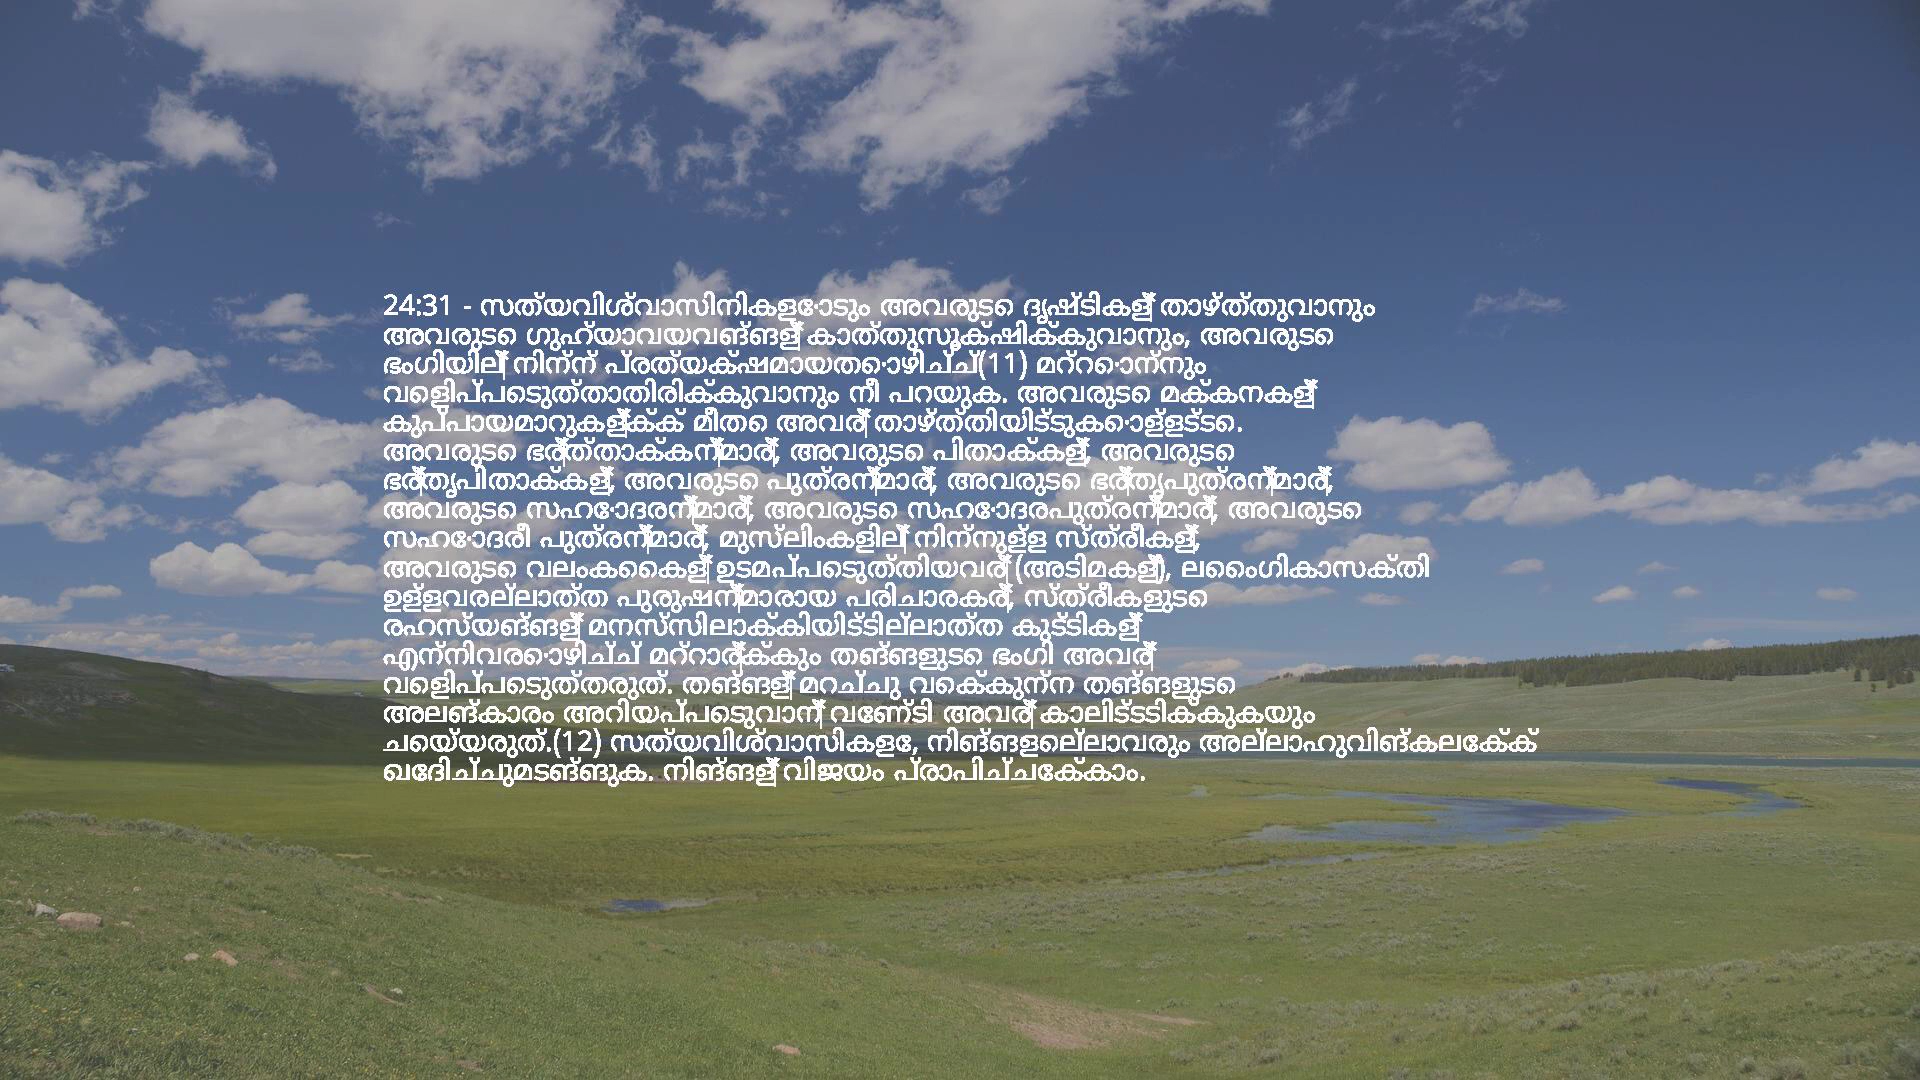 24:31 - സത്യവിശ്വാസിനികളോടും അവരുടെ ദൃഷ്ടികള്‍ താഴ്ത്തുവാനും
അവരുടെ ഗുഹ്യാവയവങ്ങള്‍ കാത്തുസൂക്ഷിക്കുവാനും, അവരുടെ
ഭംഗിയില്‍ നിന്ന് പ്രത്യക്ഷമായതൊഴിച്ച്(11) മറ്റൊന്നും
വെളിപ്പെടുത്താതിരിക്കുവാനും നീ പറയുക. അവരുടെ മക്കനകള്‍
കുപ്പായമാറുകള്‍ക്ക് മീതെ അവര്‍ താഴ്ത്തിയിട്ടുകൊള്ളട്ടെ.
അവരുടെ ഭര്‍ത്താക്കന്‍മാര്‍, അവരുടെ പിതാക്കള്‍, അവരുടെ
ഭര്‍തൃപിതാക്കള്‍, അവരുടെ പുത്രന്‍മാര്‍, അവരുടെ ഭര്‍തൃപുത്രന്‍മാര്‍,
അവരുടെ സഹോദരന്‍മാര്‍, അവരുടെ സഹോദരപുത്രന്‍മാര്‍, അവരുടെ
സഹോദരീ പുത്രന്‍മാര്‍, മുസ്ലിംകളില്‍ നിന്നുള്ള സ്ത്രീകള്‍,
അവരുടെ വലംകൈകള്‍ ഉടമപ്പെടുത്തിയവര്‍ (അടിമകള്‍), ലൈംഗികാസക്തി
ഉള്ളവരല്ലാത്ത പുരുഷന്‍മാരായ പരിചാരകര്‍, സ്ത്രീകളുടെ
രഹസ്യങ്ങള്‍ മനസ്സിലാക്കിയിട്ടില്ലാത്ത കുട്ടികള്‍
എന്നിവരൊഴിച്ച് മറ്റാര്‍ക്കും തങ്ങളുടെ ഭംഗി അവര്‍
വെളിപ്പെടുത്തരുത്. തങ്ങള്‍ മറച്ചു വെക്കുന്ന തങ്ങളുടെ
അലങ്കാരം അറിയപ്പെടുവാന്‍ വേണ്ടി അവര്‍ കാലിട്ടടിക്കുകയും
ചെയ്യരുത്.(12) സത്യവിശ്വാസികളേ, നിങ്ങളെല്ലാവരും അല്ലാഹുവിങ്കലേക്ക്
ഖേദിച്ചുമടങ്ങുക. നിങ്ങള്‍ വിജയം പ്രാപിച്ചേക്കാം.